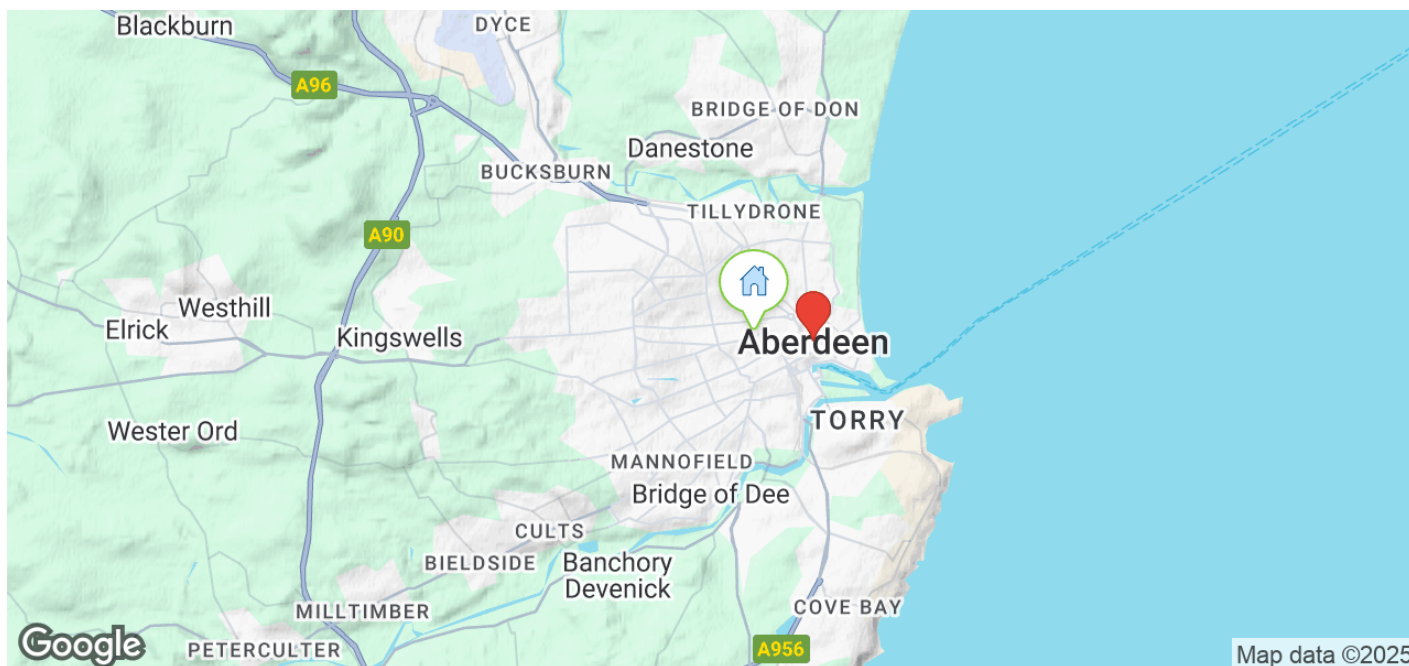 Blackburn
DYCE
A96
BRIDGE OF DON
Danestone
BUCKSBURN
TILLYDRONE
A90
Westhill
Elrick
Kingswells
Aberdeen
TORRY
Wester Ord
MANNOFIELD
Bridge of Dee
CULTS
BIELDSIDE
Banchory
Devenick
MILLTIMBER
COVE BAY
PETERCULTER
A956
Google
Map data ©2025